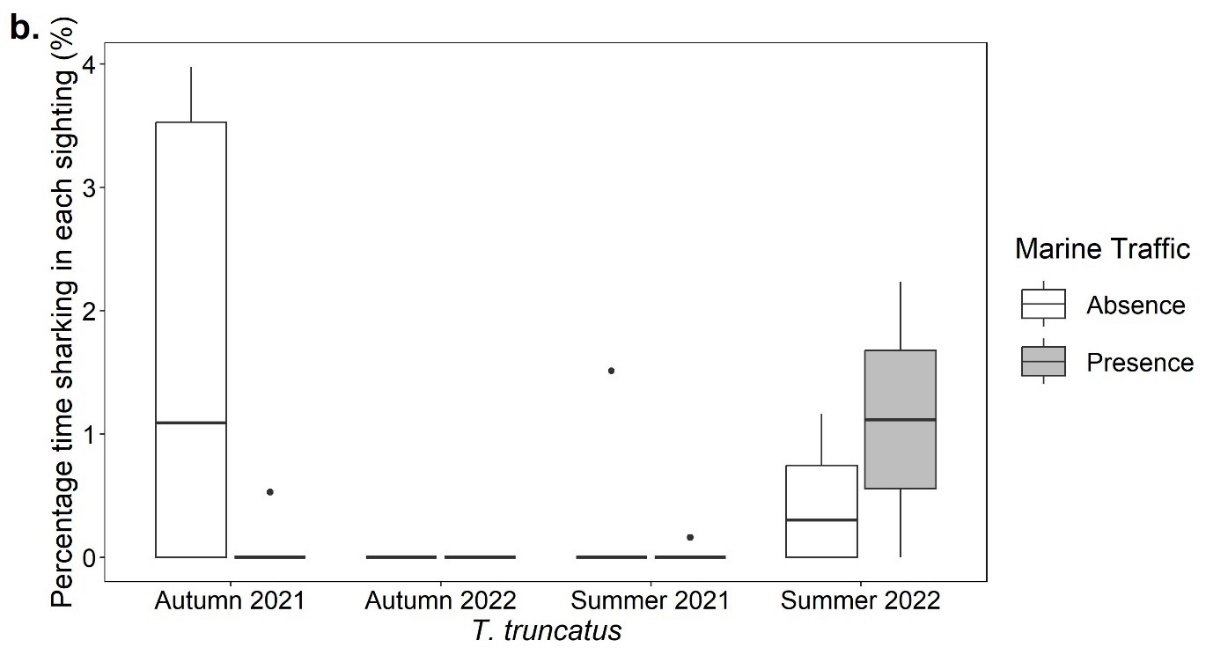 b.
Percentage time sharking in each sighting (%)
4
3
2
1
0
Autumn 2021 Autumn 2022 Summer 2021 Summer 2022
T. truncatus
Marine Traffic
Absence
Presence